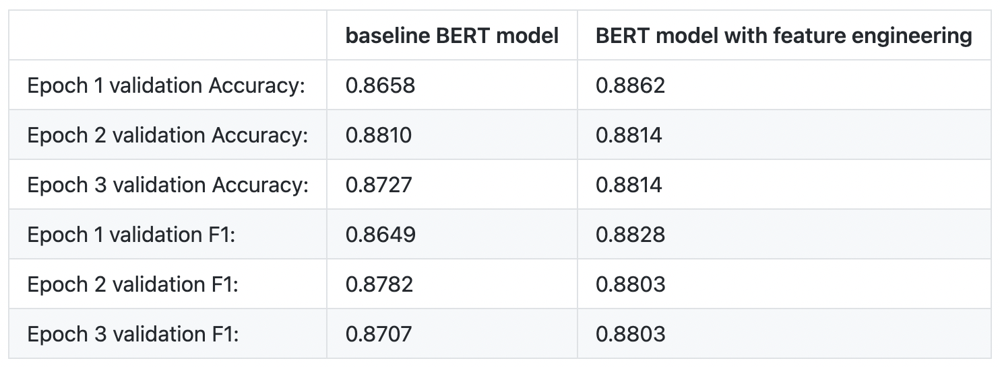 baseline BERT model BERT model with feature engineering
Epoch 1 validation Accuracy: 0.8658 0.8862
Epoch 2 validation Accuracy: 0.8810 0.8814
Epoch 3 validation Accuracy: 0.8727 0.8814
Epoch 1 validation F1: 0.8649 0.8828
Epoch 2 validation F1: 0.8782 0.8803
Epoch 3 validation F1: 0.8707 0.8803